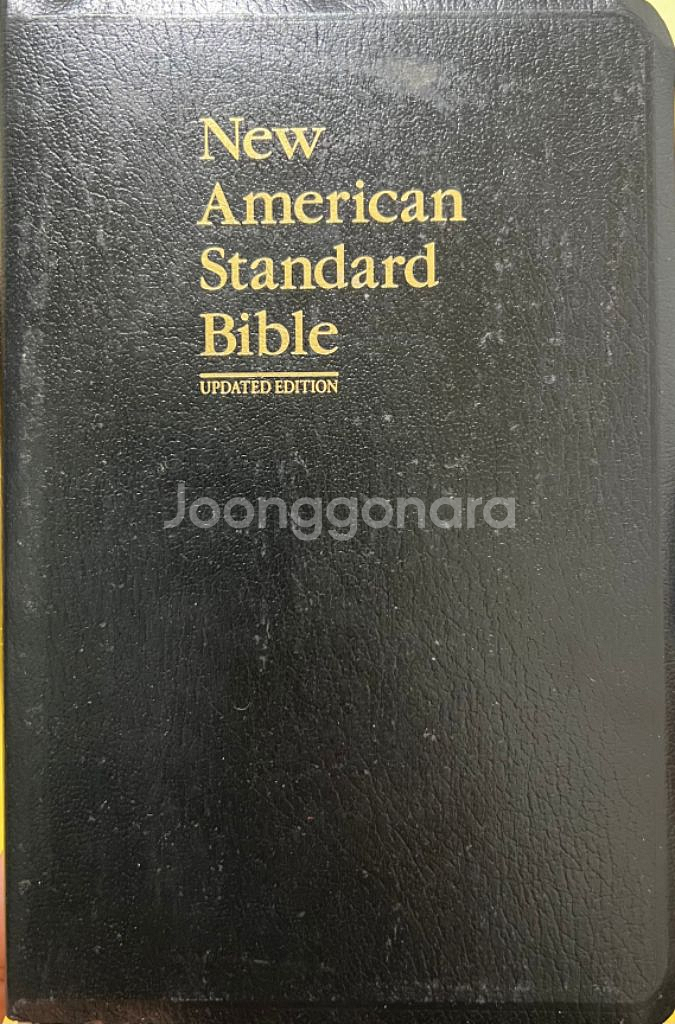 New
American
Standard
Bible
UPDATED EDITION
Joonggonara